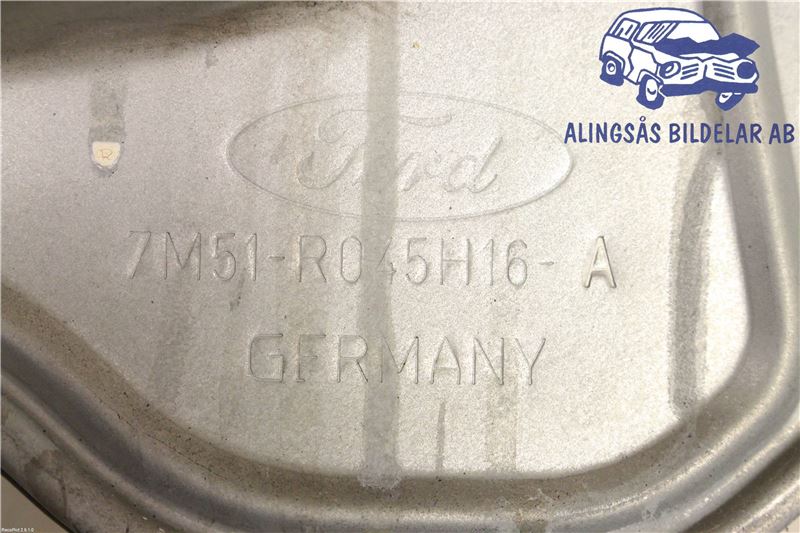 ALINGSÅS BILDELAR AB
R
Ford
7M51-R045H16-A
GERMANY